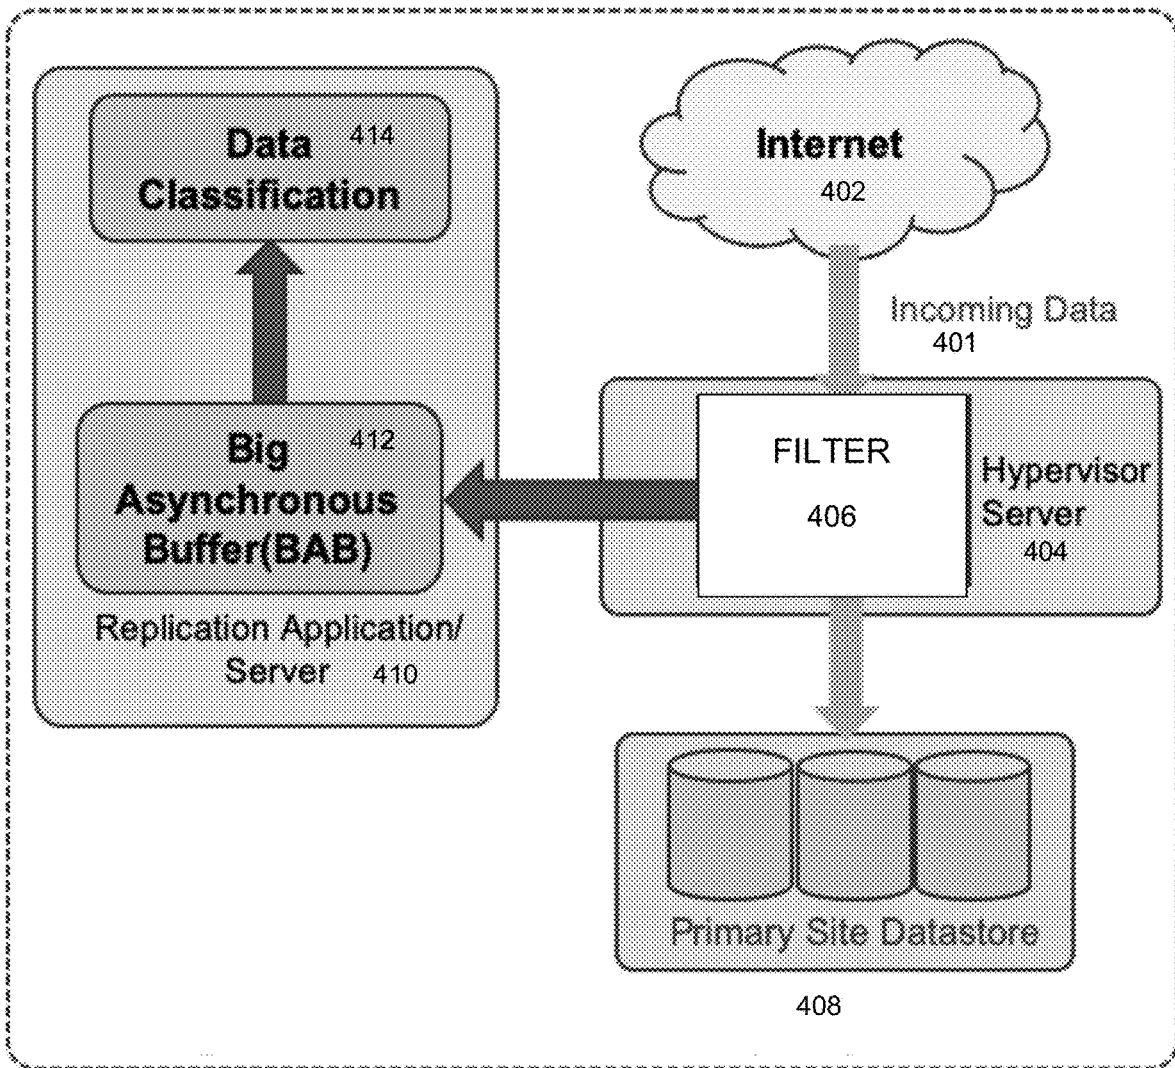 Data 414
Classification
Big 412
Asynchronous
Buffer(BAB)
Replication Application/
Server 410
Internet
402
Incoming Data
401
FILTER
406
Hypervisor
Server
404
Primary Site Datastore
408